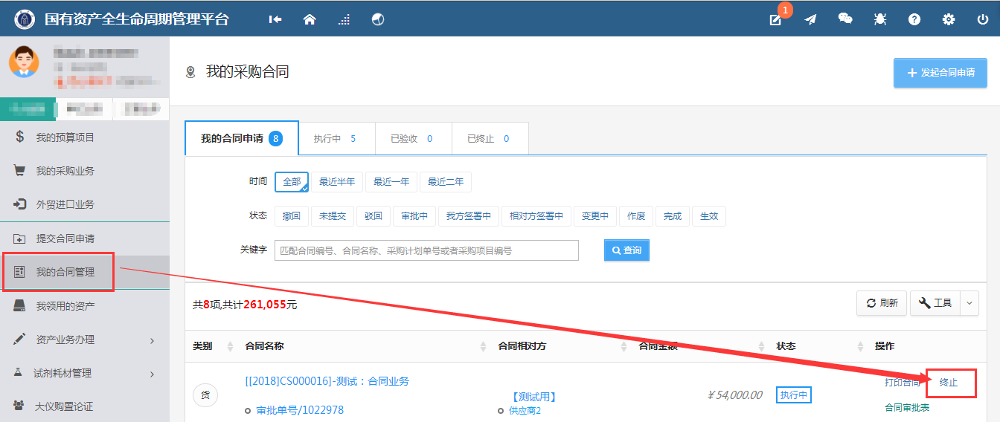 国有资产全生命周期管理平台
1
我的采购合同
发起合同申请
我的预算项目
我的采购业务
外贸进口业务
提交合同申请
我的合同管理
我领用的资产
资产业务办理
试剂耗材管理
大仪购置论证
我的合同申请 8 执行中 5 已验收 0 已终止 0
时间 全部 最近半年 最近一年 最近二年
状态 撤回 未提交 驳回 审批中 我方签署中 相对方签署中 变更中 作废 完成 生效
关键字 匹配合同编号、合同名称、采购计划单号或者采购项目编号 查询
共8项,共计261,055元 刷新 工具
类别 合同名称 合同相对方 合同金额 状态 操作
货 [[2018]CS000016]-测试：合同业务 【测试用】 ¥54,000.00 执行中 打印合同 终止
审批单号/1022978 供应商2 合同审批表